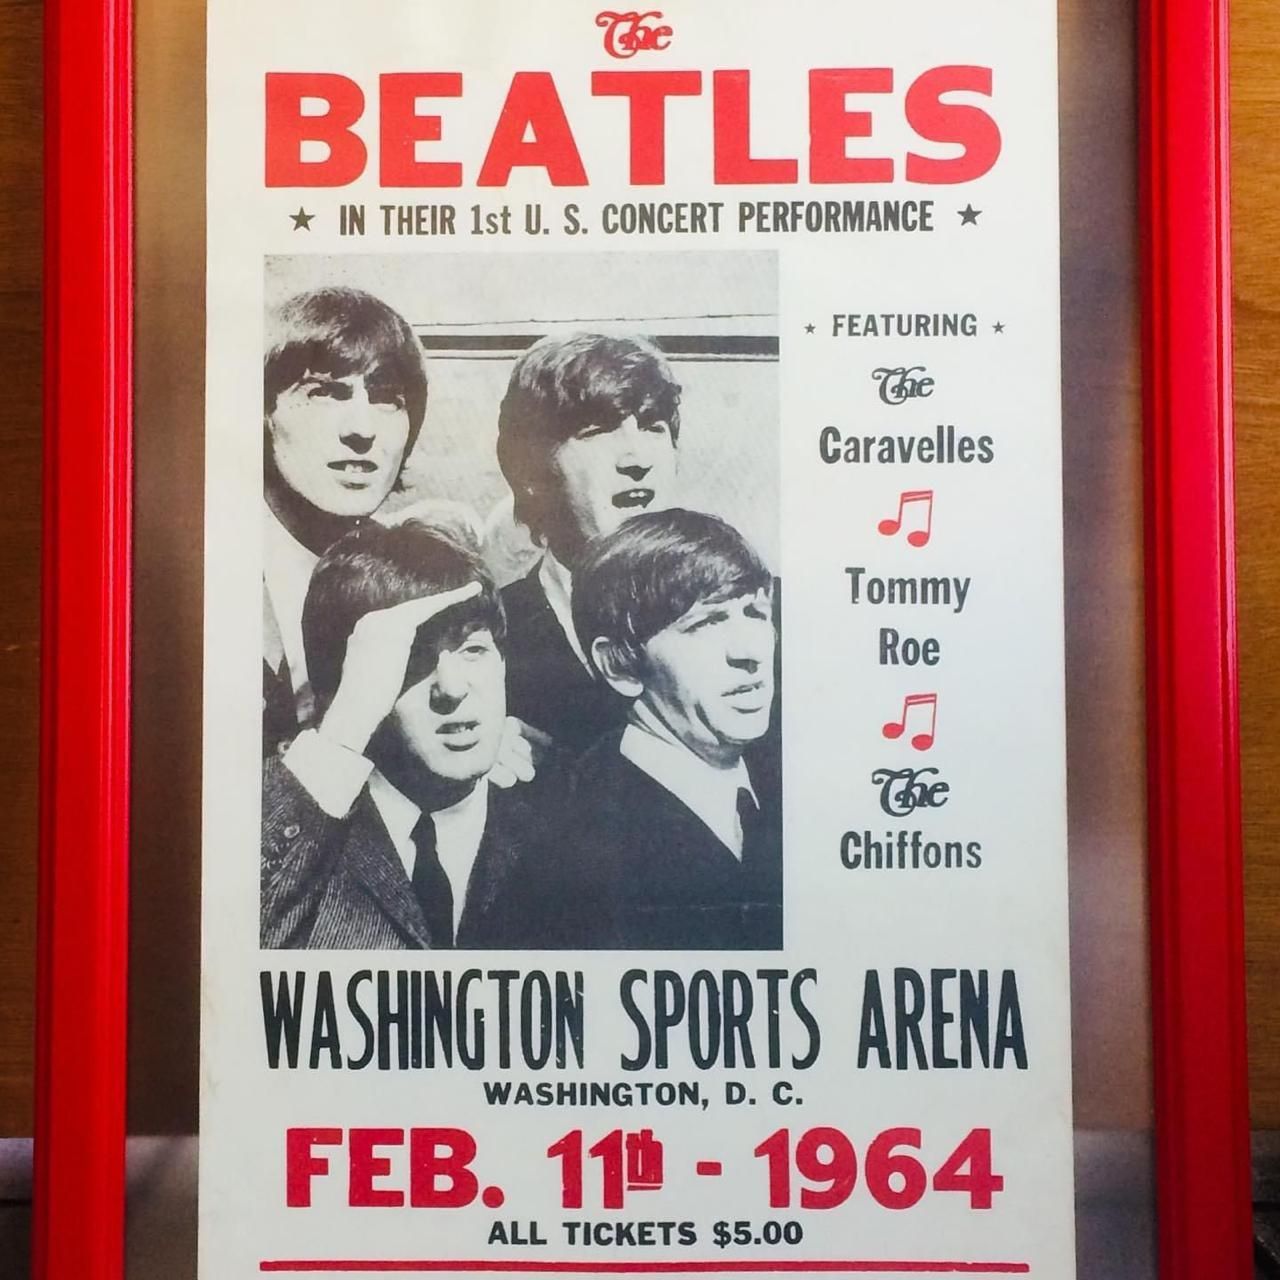 The
BEATLES
★ IN THEIR 1st U. S. CONCERT PERFORMANCE ★
★ FEATURING ★
The
Caravelles
Tommy
Roe
The
Chiffons
WASHINGTON SPORTS ARENA
WASHINGTON, D. C.
FEB. 11th - 1964
ALL TICKETS $5.00